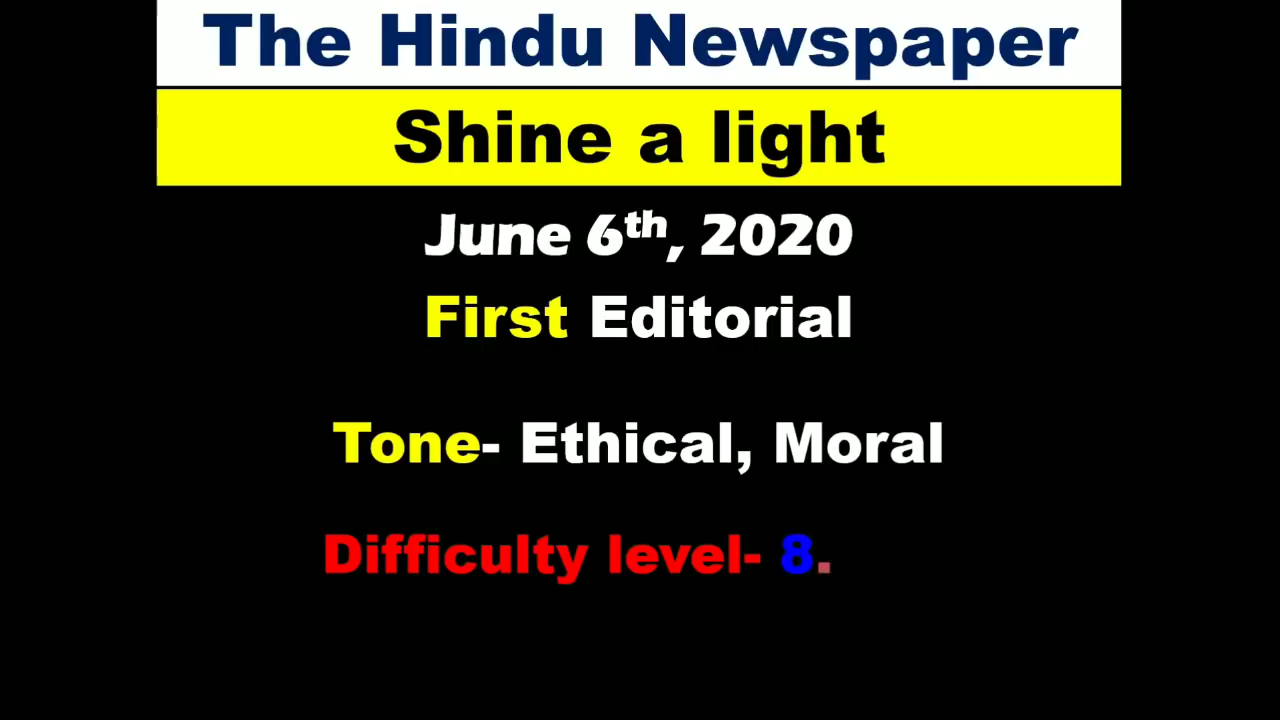 The Hindu Newspaper
Shine a light
June 6th, 2020
First Editorial
Tone- Ethical, Moral
Difficulty level- 8.